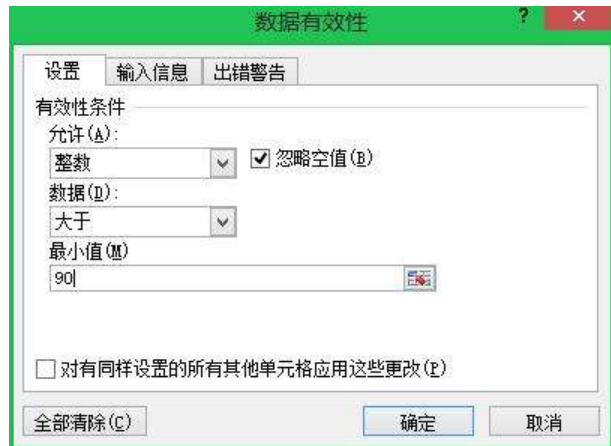 数据有效性 ? ×
设置 输入信息 出错警告
有效性条件
允许(A):
整数 忽略空值(B)
数据(D):
大于
最小值(M)
90
对有同样设置的所有其他单元格应用这些更改(P)
全部清除(C) 确定 取消